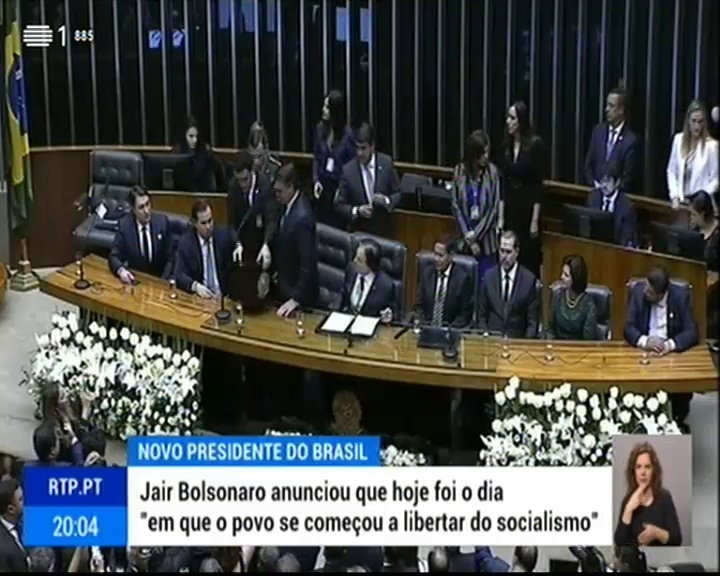 1 885
NOVO PRESIDENTE DO BRASIL
RTP.PT
Jair Bolsonaro anunciou que hoje foi o dia
20:04
"em que o povo se começou a libertar do socialismo"